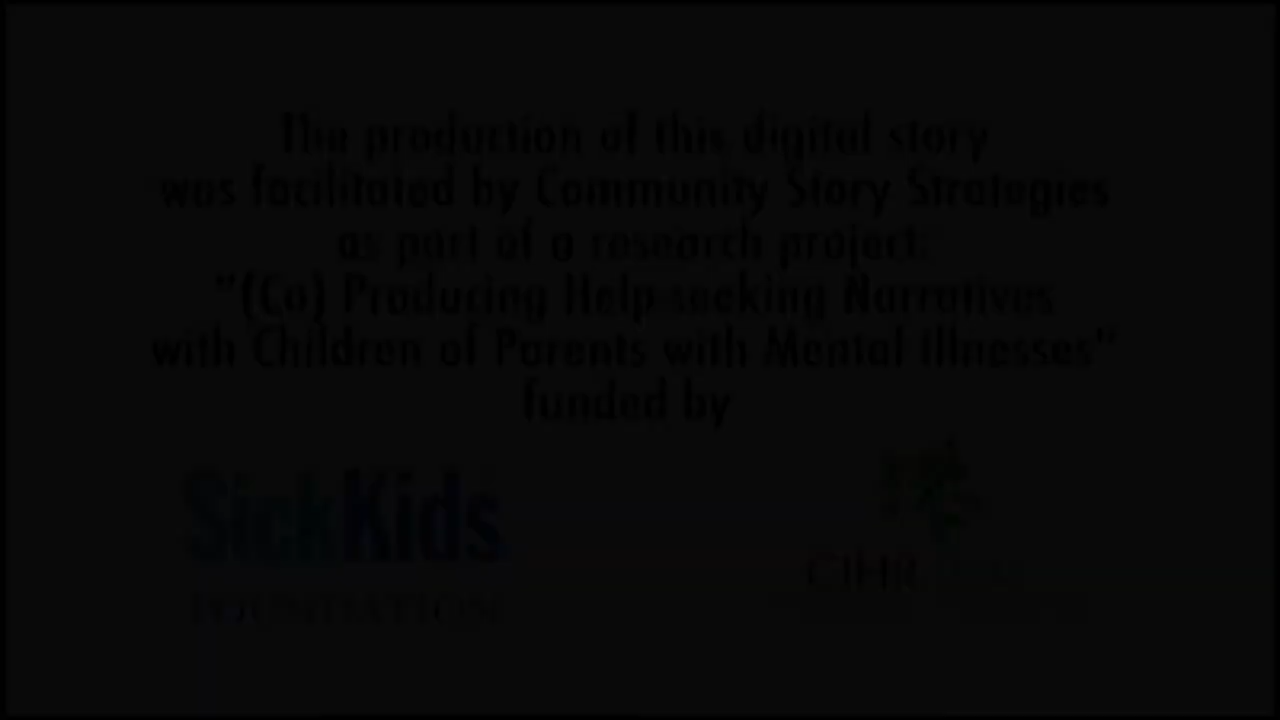 The production of this digital story
was facilitated by Community Story Strategies
as part of a research project:
"(Co) Producing Help-seeking Narratives
with Children of Parents with Mental Illnesses"
funded by
SickKids
FOUNDATION
CIHR